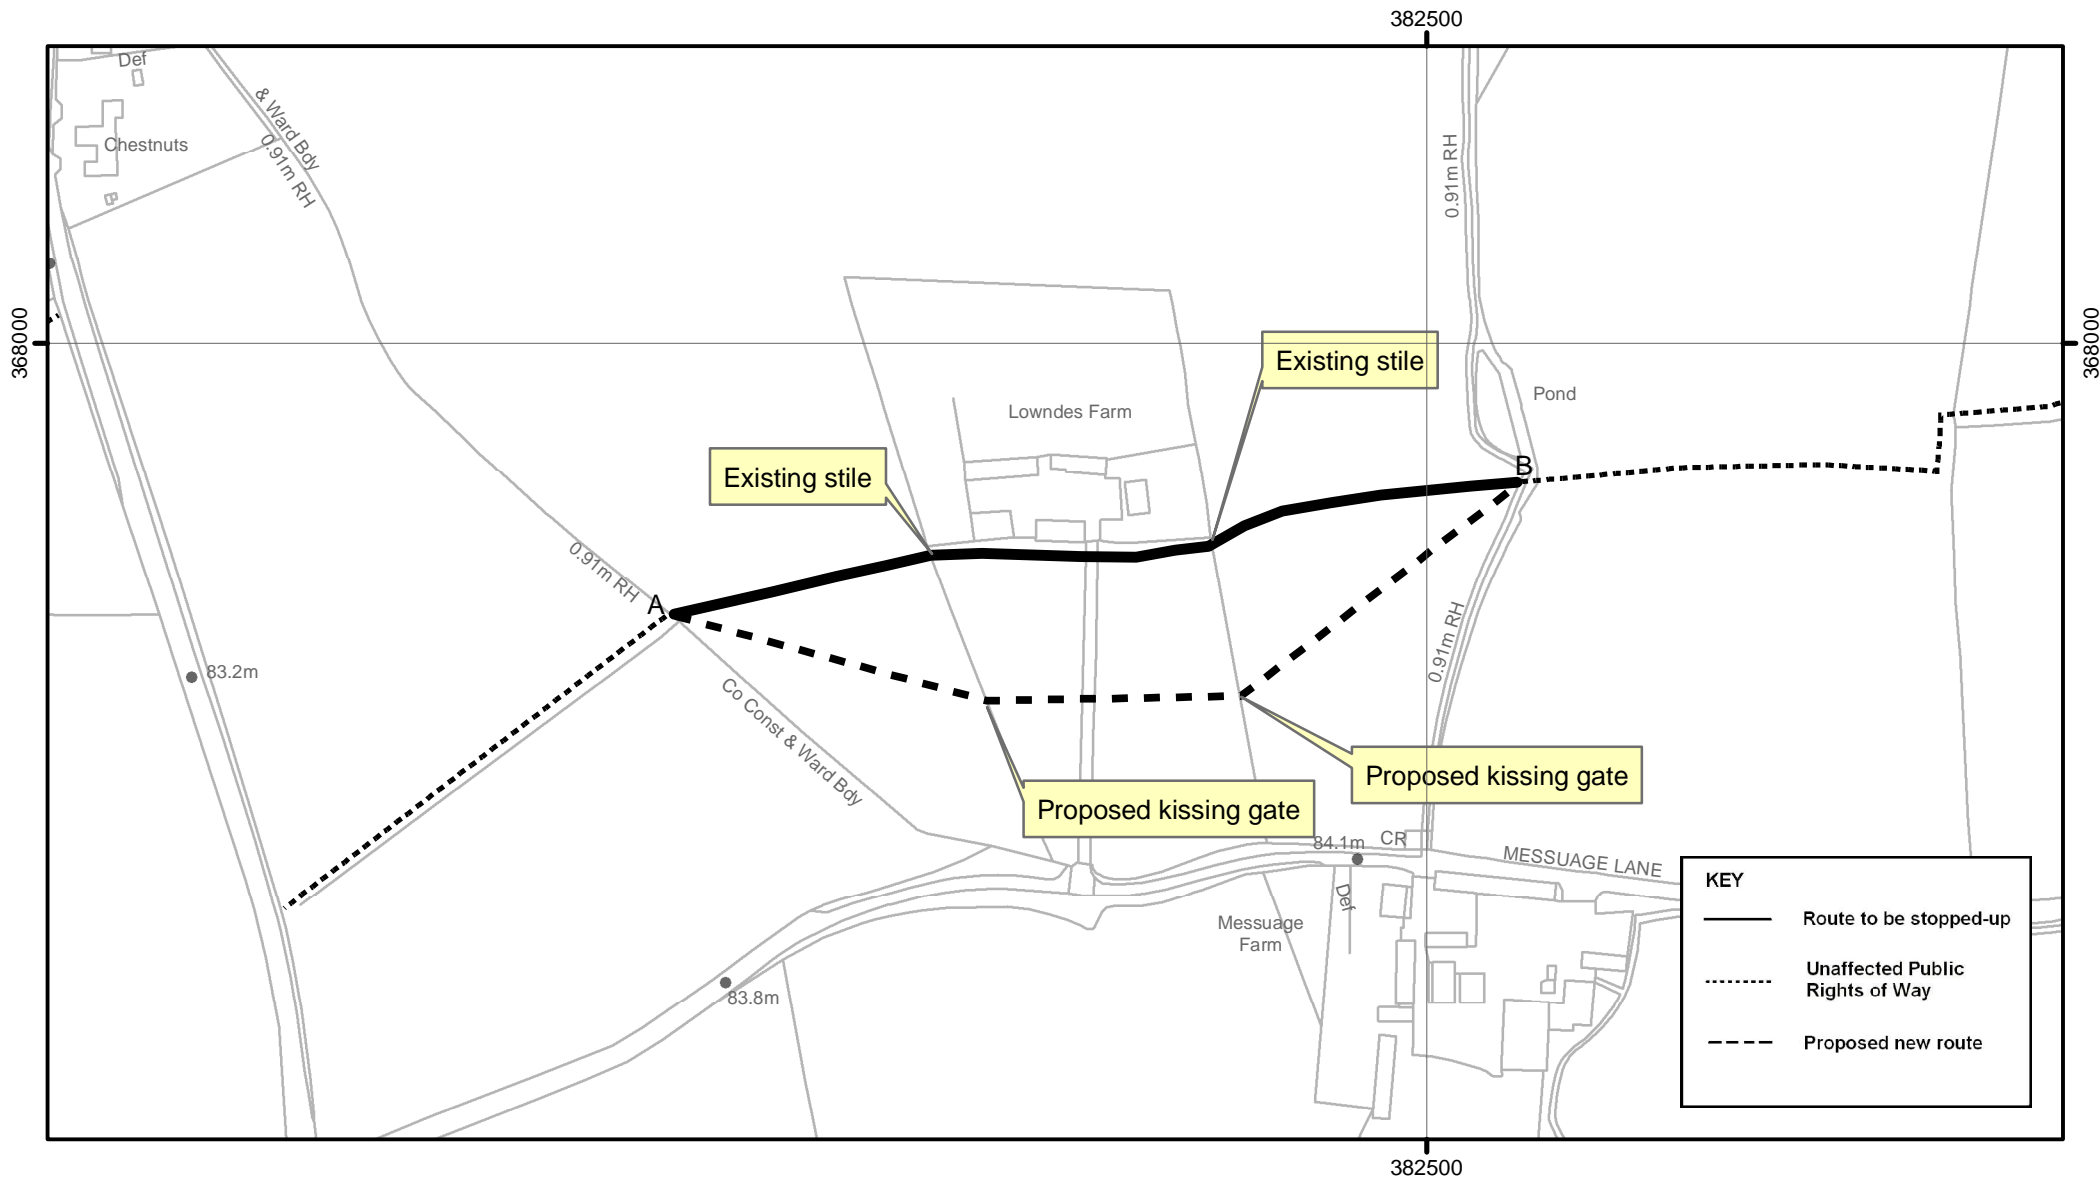 382500
Def
& Ward Bdy
0.91m RH
Chestnuts
0.91m RH
368000
368000
Existing stile
Pond
Lowndes Farm
Existing stile
B
0.91m RH
A
0.91m RH
83.2m
Co Const & Ward Bdy
Proposed kissing gate
Proposed kissing gate
84.1m
CR
MESSUAGE LANE
Def
Messuage
Farm
83.8m
KEY
Route to be stopped-up
Unaffected Public
Rights of Way
Proposed new route
382500